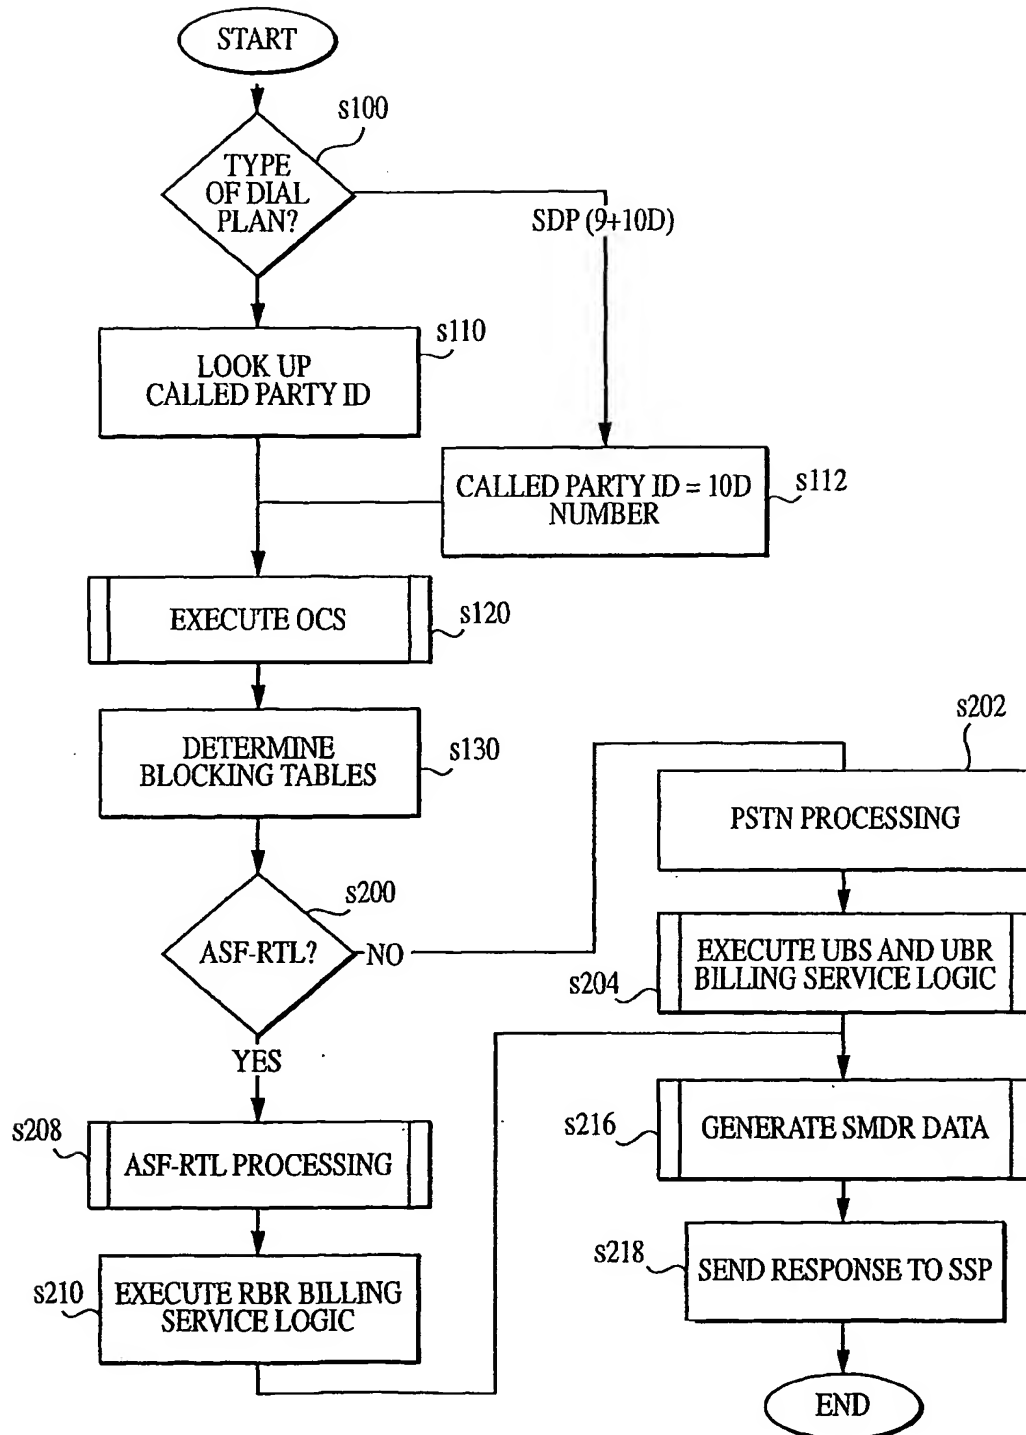 START
s100
TYPE
OF DIAL
PLAN?
SDP (9+10D)
s110
LOOK UP
CALLED PARTY ID
CALLED PARTY ID = 10D
NUMBER
s112
EXECUTE OCS
s120
DETERMINE
BLOCKING TABLES
s130
s200
ASF-RTL?
NO
YES
s208
ASF-RTL PROCESSING
s210
EXECUTE RBR BILLING
SERVICE LOGIC
s202
PSTN PROCESSING
s204
EXECUTE UBS AND UBR
BILLING SERVICE LOGIC
s216
GENERATE SMDR DATA
s218
SEND RESPONSE TO SSP
END